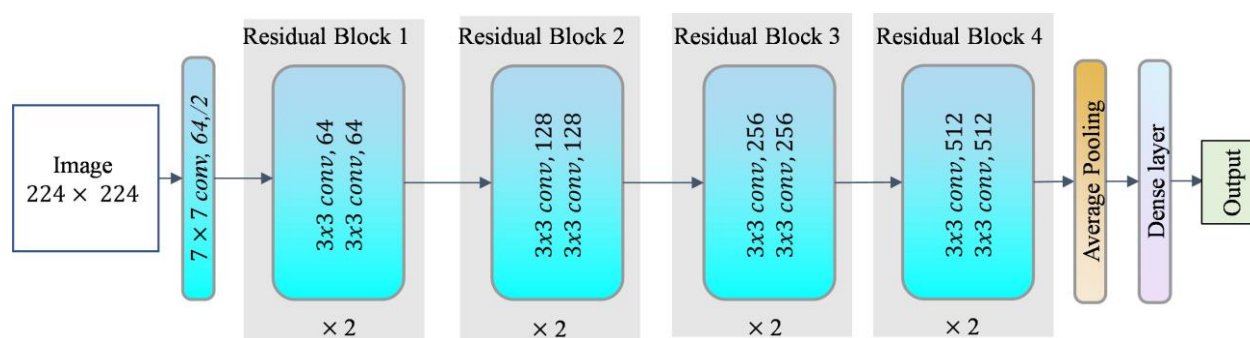 Image
224 × 224
7 × 7 conv, 64,/2
Residual Block 1
3x3 conv, 64
3x3 conv, 64
× 2
Residual Block 2
3x3 conv, 128
3x3 conv, 128
× 2
Residual Block 3
3x3 conv, 256
3x3 conv, 256
× 2
Residual Block 4
3x3 conv, 512
3x3 conv, 512
× 2
Average Pooling
Dense layer
Output